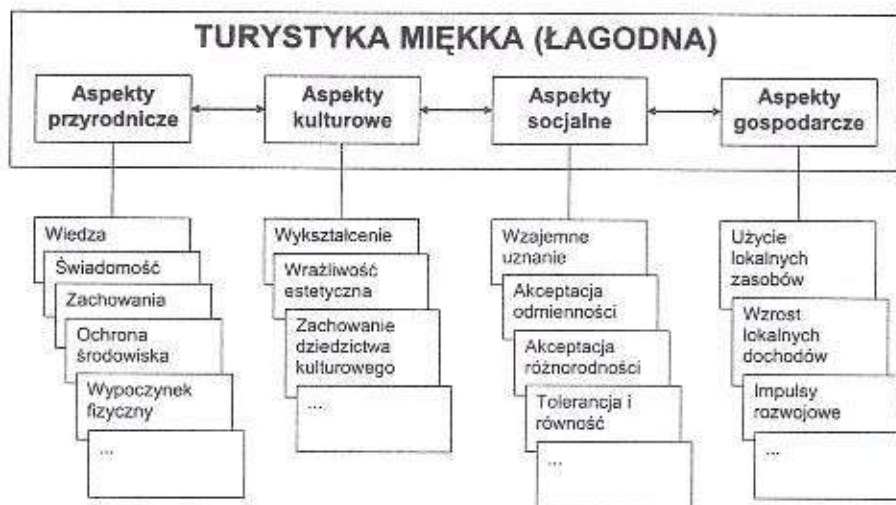 TURYSTYKA MIĘKKA (ŁAGODNA)
Aspekty
przyrodnicze
Aspekty
kulturowe
Aspekty
socjalne
Aspekty
gospodarcze
Wiedza
Świadomość
Zachowania
Ochrona
środowiska
Wypoczynek
fizyczny
...
Wykształcenie
Wrażliwość
estetyczna
Zachowanie
dziedzictwa
kulturowego
...
Wzajemne
uznanie
Akceptacja
odmienności
Akceptacja
różnorodności
Tolerancja i
równość
...
Użycie
lokalnych
zasobów
Wzrost
lokalnych
dochodów
Impulsy
rozwojowe
...